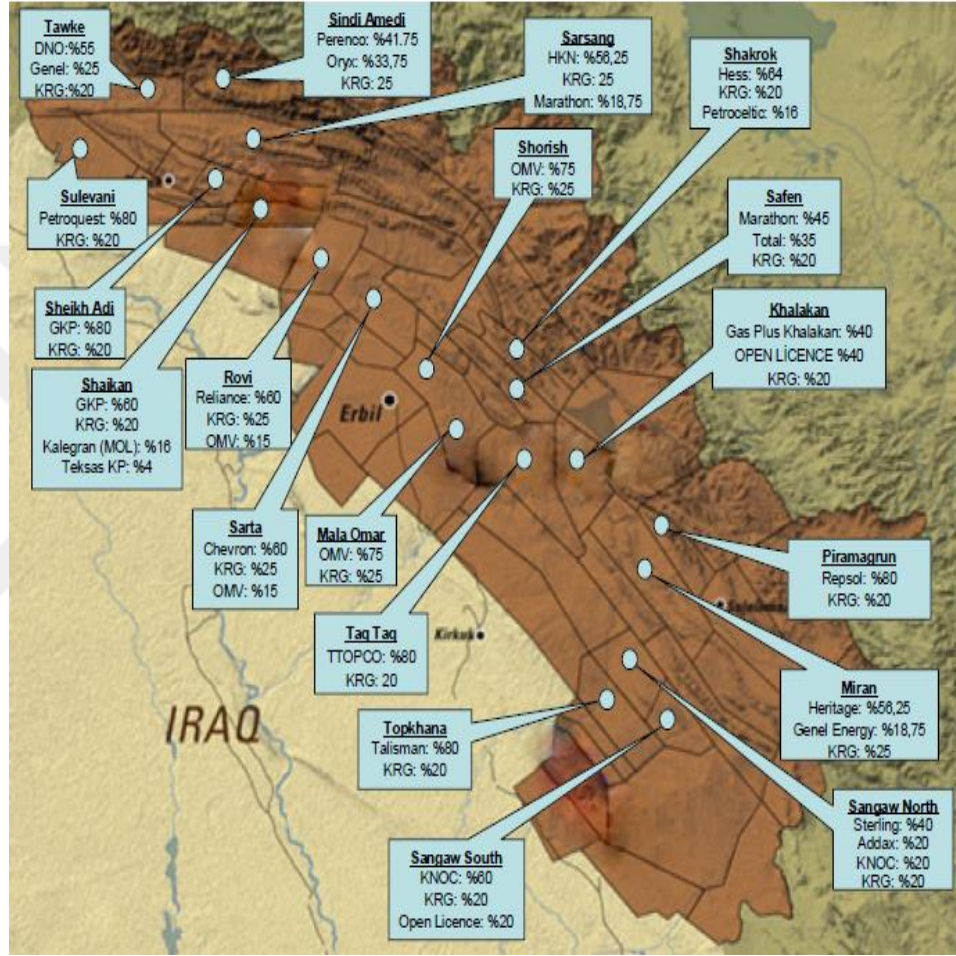 Tawke
DNO:%55
Genel: %25
KRG:%20
Sindi Amedi
Perenco: %41.75
Oryx: %33,75
KRG: 25
Sarsang
HKN: %56,25
KRG: 25
Marathon: %18,75
Shakrok
Hess: %64
KRG: %20
Petroceltic: %16
Shorish
OMV: %75
KRG: %25
Sulevani
Petroquest: %80
KRG: %20
Safen
Marathon: %45
Total: %35
KRG: %20
Sheikh Adi
GKP: %80
KRG: %20
Khalakan
Gas Plus Khalakan: %40
OPEN LİCENCE %40
KRG: %20
Shaikan
GKP: %60
KRG: %20
Kalegran (MOL): %16
Teksas KP: %4
Rovi
Reliance: %60
KRG: %25
OMV: %15
Erbil
Sarta
Chevron: %60
KRG: %25
OMV: %15
Mala Omar
OMV: %75
KRG: %25
Piramagrun
Repsol: %80
KRG: %20
Taq Taq
TTOPCO: %80
KRG: 20
Kirkuk
Miran
Heritage: %56,25
Genel Energy: %18,75
KRG: %25
IRAQ
Topkhana
Talisman: %80
KRG: %20
Sangaw North
Sterling: %40
Addax: %20
KNOC: %20
KRG: %20
Sangaw South
KNOC: %60
KRG: %20
Open Licence: %20